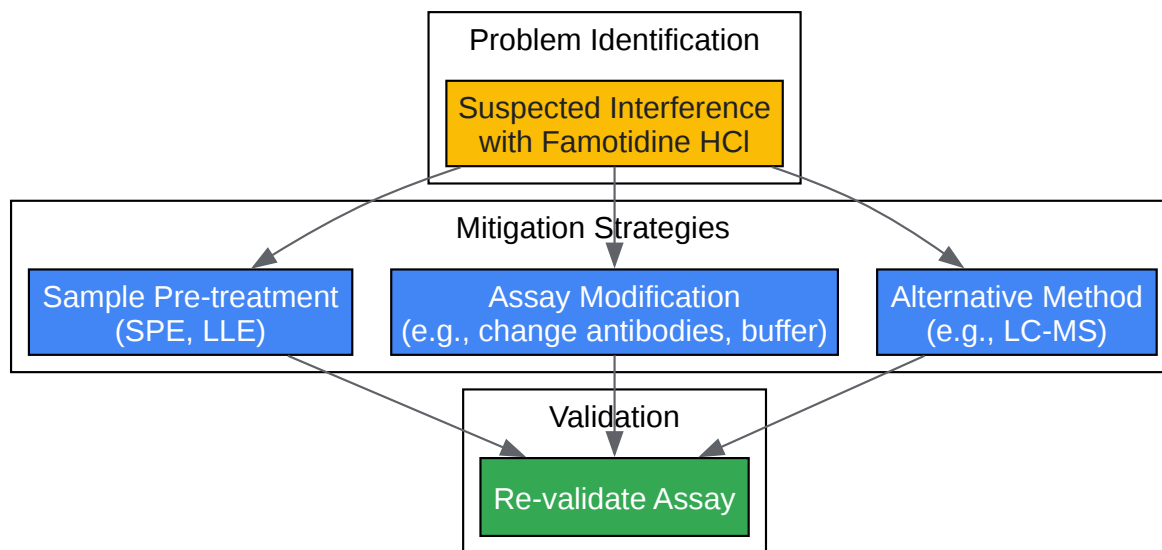 Problem Identification
Suspected Interference
with Famotidine HCl
Mitigation Strategies
Sample Pre-treatment
(SPE, LLE)
Assay Modification
(e.g., change antibodies, buffer)
Alternative Method
(e.g., LC-MS)
Validation
Re-validate Assay